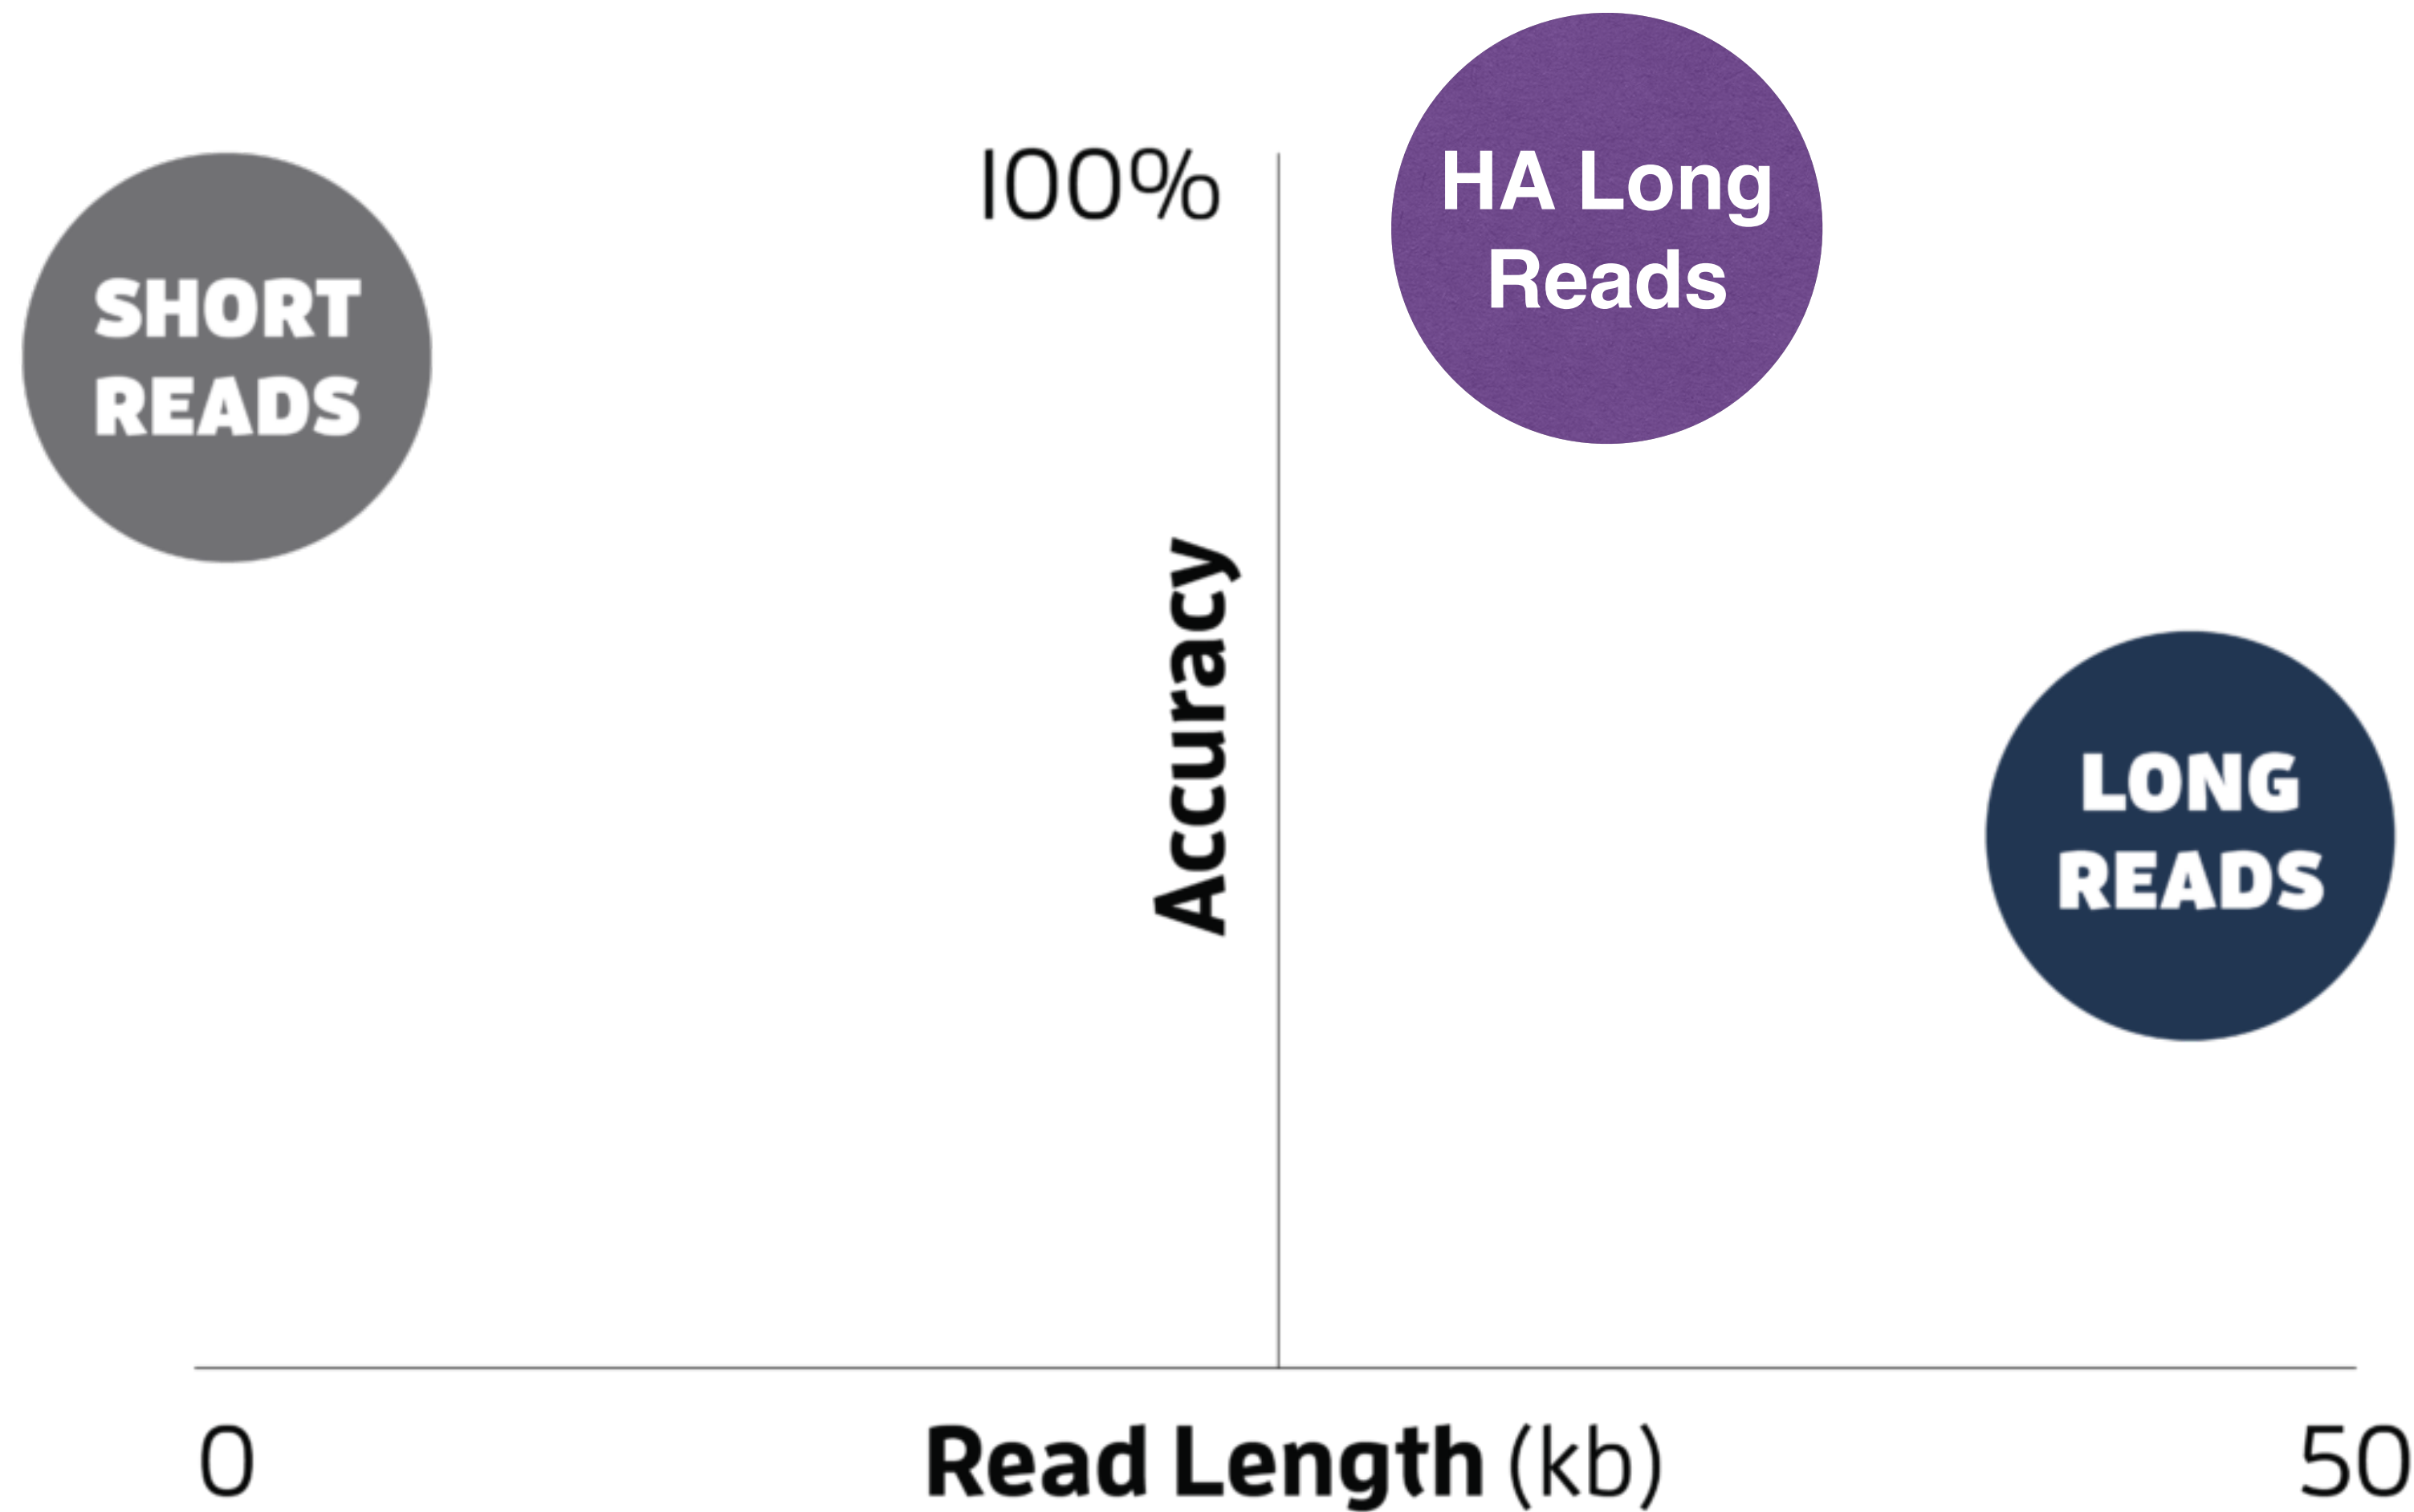 100%
HA Long
Reads
SHORT
READS
Accuracy
LONG
READS
0
Read Length (kb)
50